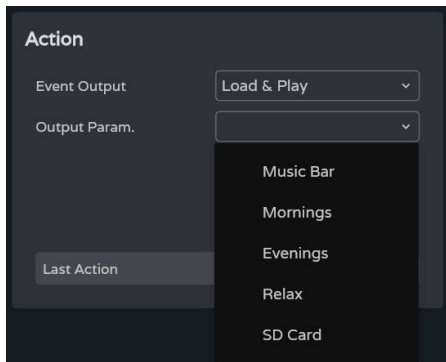 Action
Event Output Load & Play
Output Param.
Music Bar
Mornings
Evenings
Last Action
Relax
SD Card